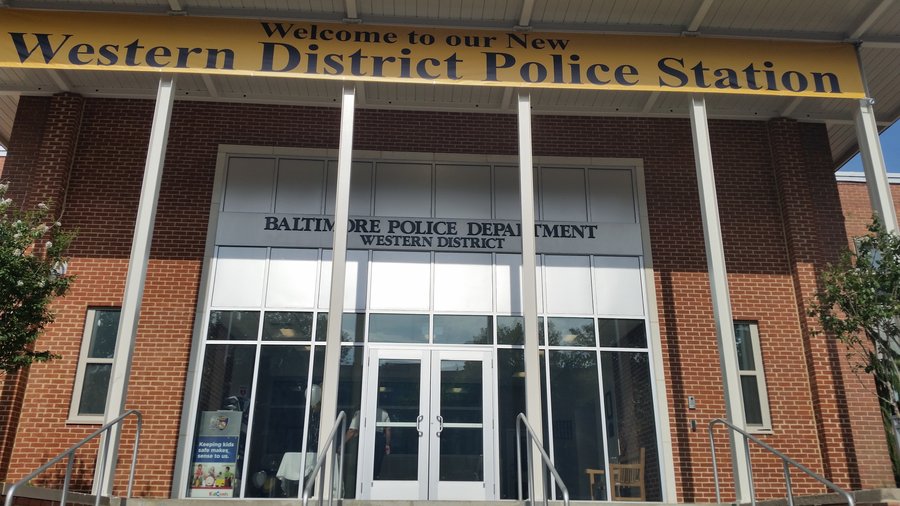 Welcome to our New
Western District Police Station
BALTIMORE POLICE DEPARTMENT
WESTERN DISTRICT
Keeping kids
safe makes
sense to us.